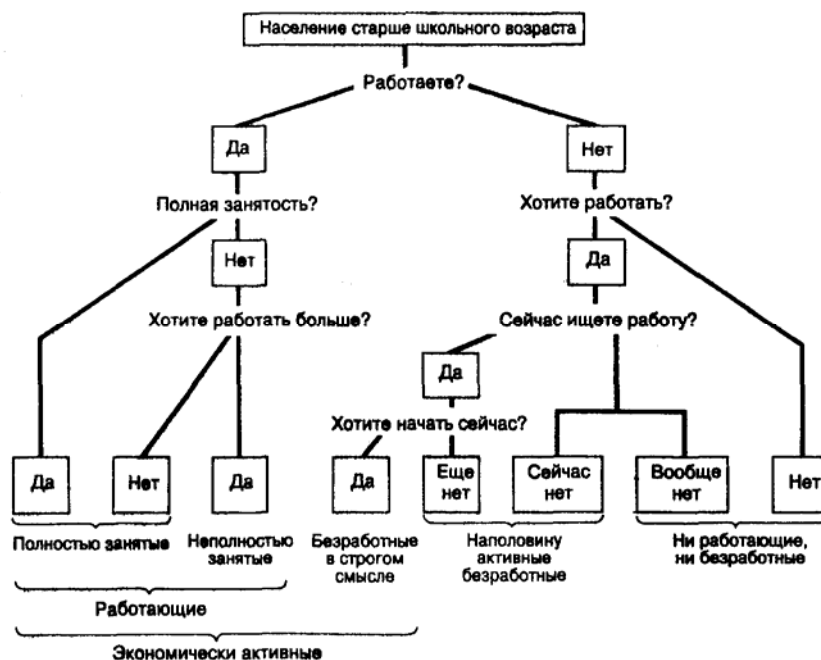 Население старше школьного возраста
Работаете?
Да
Нет
Полная занятость?
Хотите работать?
Нет
Да
Хотите работать больше?
Сейчас ищете работу?
Да
Хотите начать сейчас?
Да
Нет
Да
Да
Еще
нет
Сейчас
нет
Вообще
нет
Нет
Полностью занятые
Неполностью
занятые
Безработные
в строгом
смысле
Наполовину
активные
безработные
Ни работающие,
ни безработные
Работающие
Экономически активные